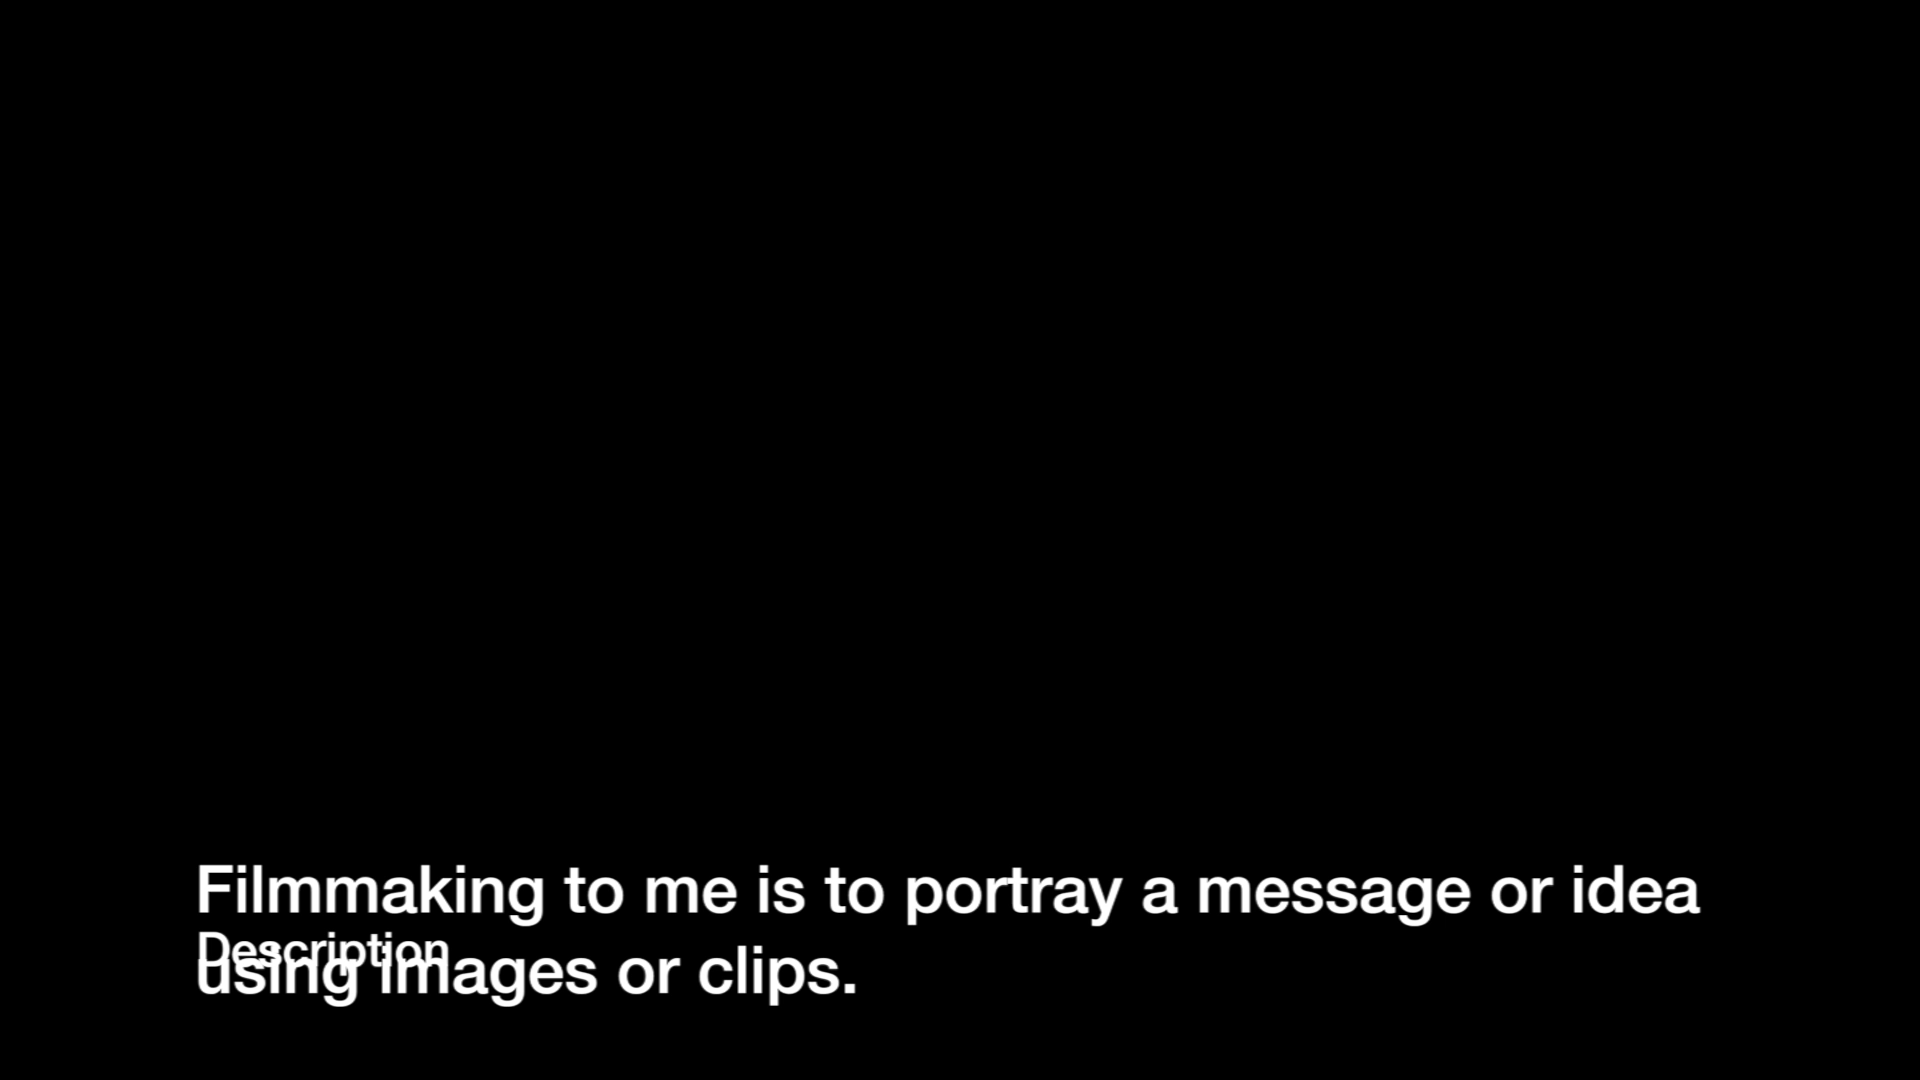 Filmmaking to me is to portray a message or idea
Description
using images or clips.